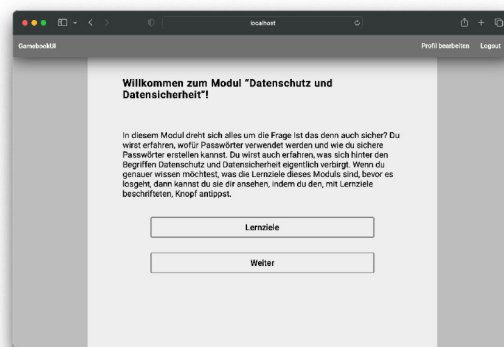 localhost
GamebookUI
Profil bearbeiten Logout
Willkommen zum Modul "Datenschutz und
Datensicherheit"!
In diesem Modul dreht sich alles um die Frage Ist das denn auch sicher? Du
wirst erfahren, wofür Passwörter verwendet werden und wie du sichere
Passwörter erstellen kannst. Du wirst auch erfahren, was sich hinter den
Begriffen Datenschutz und Datensicherheit eigentlich verbirgt. Wenn du
genauer wissen möchtest, was die Lernziele dieses Moduls sind, bevor es
losgeht, dann kannst du sie dir ansehen, indem du den, mit Lernziele
beschrifteten, Knopf antippst.
Lernziele
Weiter